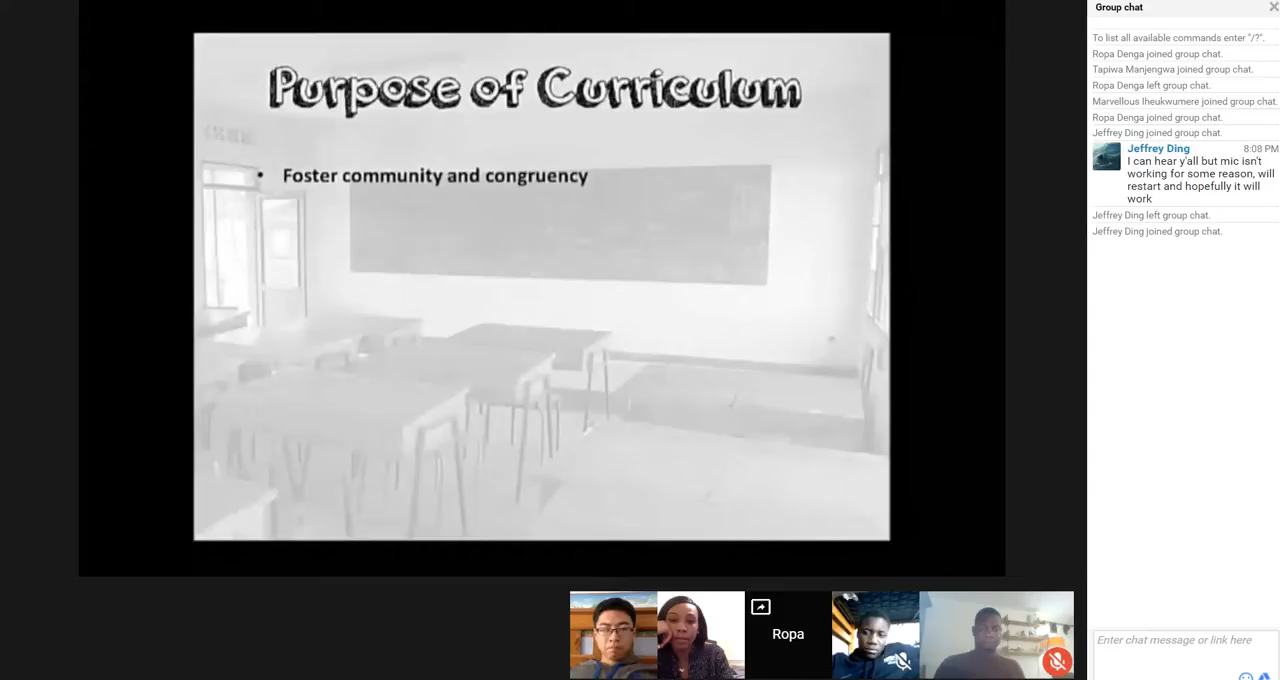 Purpose of Curriculum
• Foster community and congruency
Ropa
Group chat
To list all available commands enter "/?".
Ropa Denga joined group chat.
Tapiwa Manjengwa joined group chat.
Ropa Denga left group chat.
Marvellous Iheukwumere joined group chat.
Ropa Denga joined group chat.
Jeffrey Ding joined group chat.
Jeffrey Ding 8:08 PM
I can hear y'all but mic isn't
working for some reason, will
restart and hopefully it will
work
Jeffrey Ding left group chat.
Jeffrey Ding joined group chat.
Enter chat message or link here